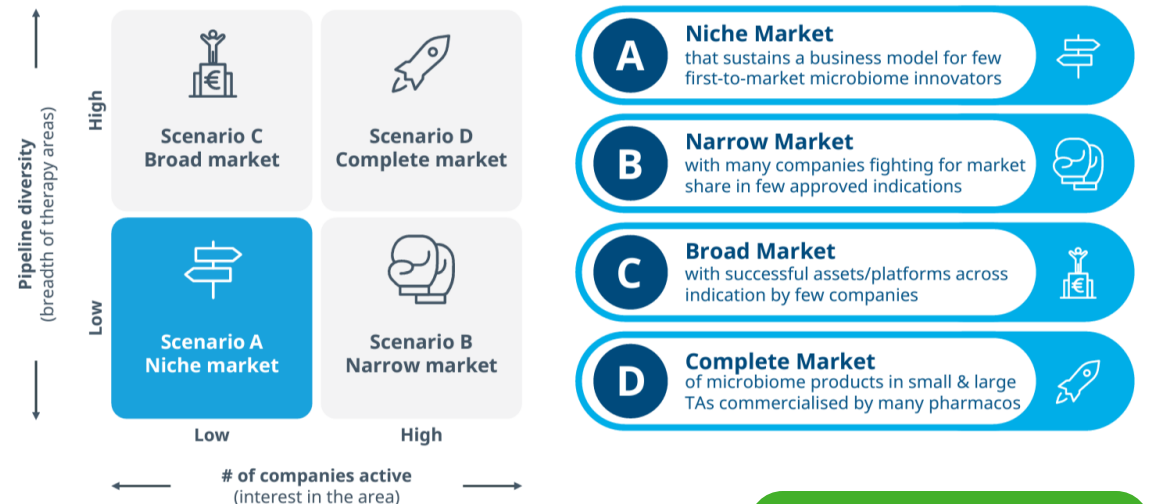 Pipeline diversity
(breadth of therapy areas)
High
Low
€
Scenario C
Broad market
Scenario D
Complete market
Scenario A
Niche market
Scenario B
Narrow market
Low
High
# of companies active
(interest in the area)
A
Niche Market
that sustains a business model for few
first-to-market microbiome innovators
B
Narrow Market
with many companies fighting for market
share in few approved indications
C
Broad Market
with successful assets/platforms across
indication by few companies
€
D
Complete Market
of microbiome products in small & large
TAs commercialised by many pharmacos